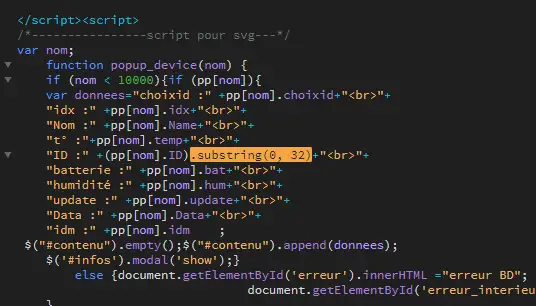 </script><script>
/*----------------script pour svg---*/
var nom;
function popup_device(nom) {
if (nom < 10000){if (pp[nom]){
var donnees="choixid :" +pp[nom].choixid+"<br>"+
"idx :" +pp[nom].idx+"<br>"+
"Nom :" +pp[nom].Name+"<br>"+
"t° :"+pp[nom].temp+"<br>"+
"ID :" +(pp[nom].ID).substring(0, 32)+"<br>"+
"batterie :" +pp[nom].bat+"<br>"+
"humidité :" +pp[nom].hum+"<br>"+
"update :" +pp[nom].update+"<br>"+
"Data :" +pp[nom].Data+"<br>"+
"idm :" +pp[nom].idm    ;
$("#contenu").empty();$("#contenu").append(donnees);
$('#infos').modal('show');}
else {document.getElementById('erreur').innerHTML ="erreur BD";
document.getElementById('erreur_interieu
}